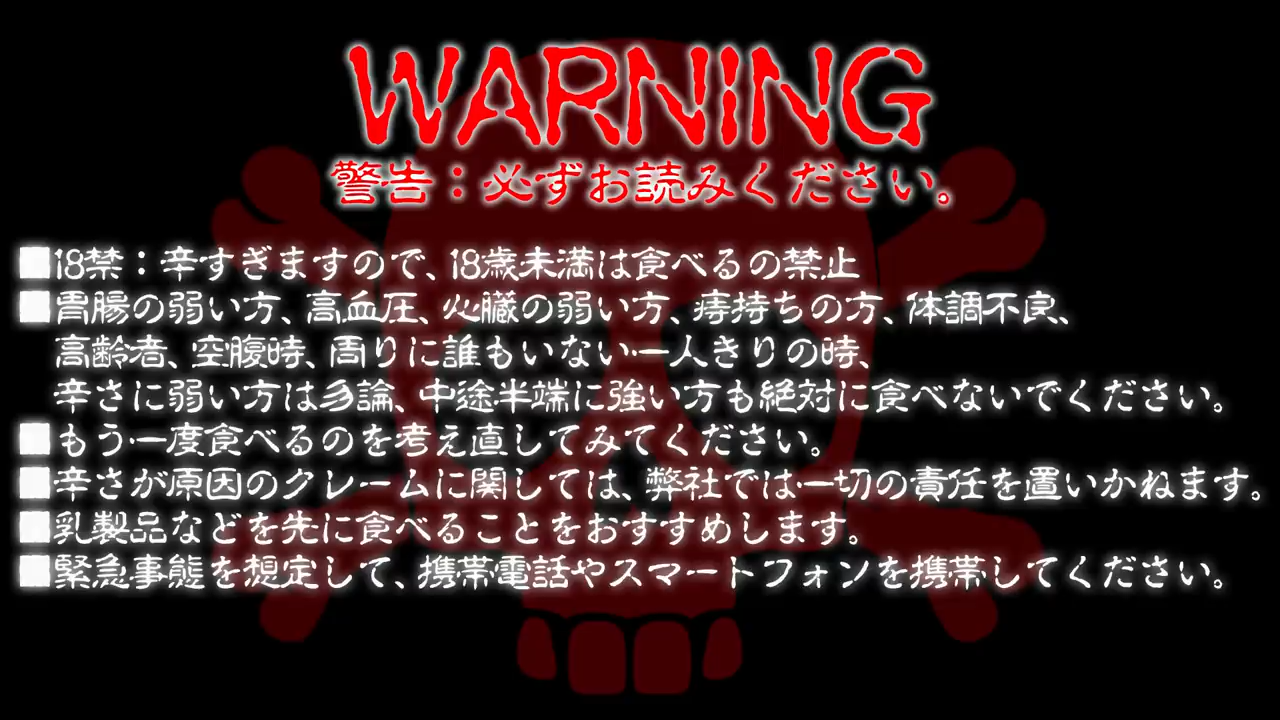 WARNING
警告：必ずお読みください。
■18禁：辛すぎますので、18歳未満は食べるの禁止
■胃腸の弱い方、高血圧、心臓の弱い方、痔持ちの方、体調不良、
高齢者、空腹時、周りに誰もいない一人きりの時、
辛さに弱い方は勿論、中途半端に強い方も絶対に食べないでください。
■もう一度食べるのを考え直してみてください。
■辛さが原因のクレームに関しては、弊社では一切の責任を置いかねます。
■乳製品などを先に食べることをおすすめします。
■緊急事態を想定して、携帯電話やスマートフォンを携帯してください。